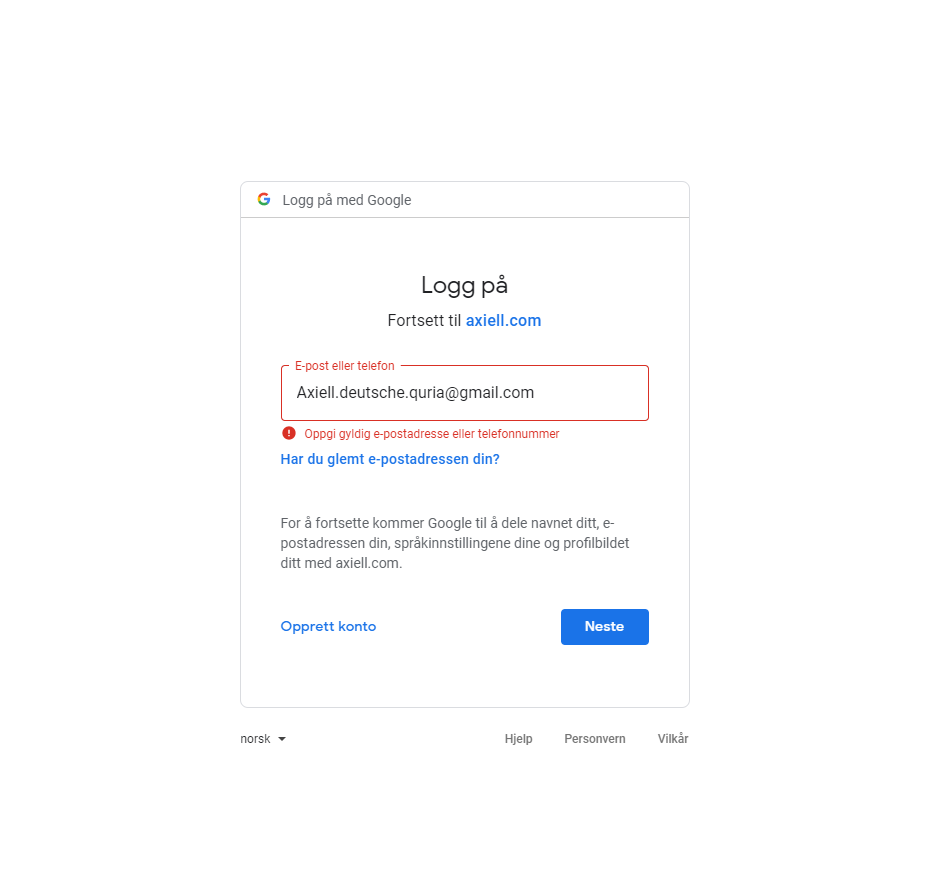 Logg på med Google
Logg på
Fortsett til axiell.com
E-post eller telefon
Axiell.deutsche.quria@gmail.com
Oppgi gyldig e-postadresse eller telefonnummer
Har du glemt e-postadressen din?
For å fortsette kommer Google til å dele navnet ditt, e-
postadressen din, språkinnstillingene dine og profilbildet
ditt med axiell.com.
Opprett konto
Neste
norsk
Hjelp
Personvern
Vilkår